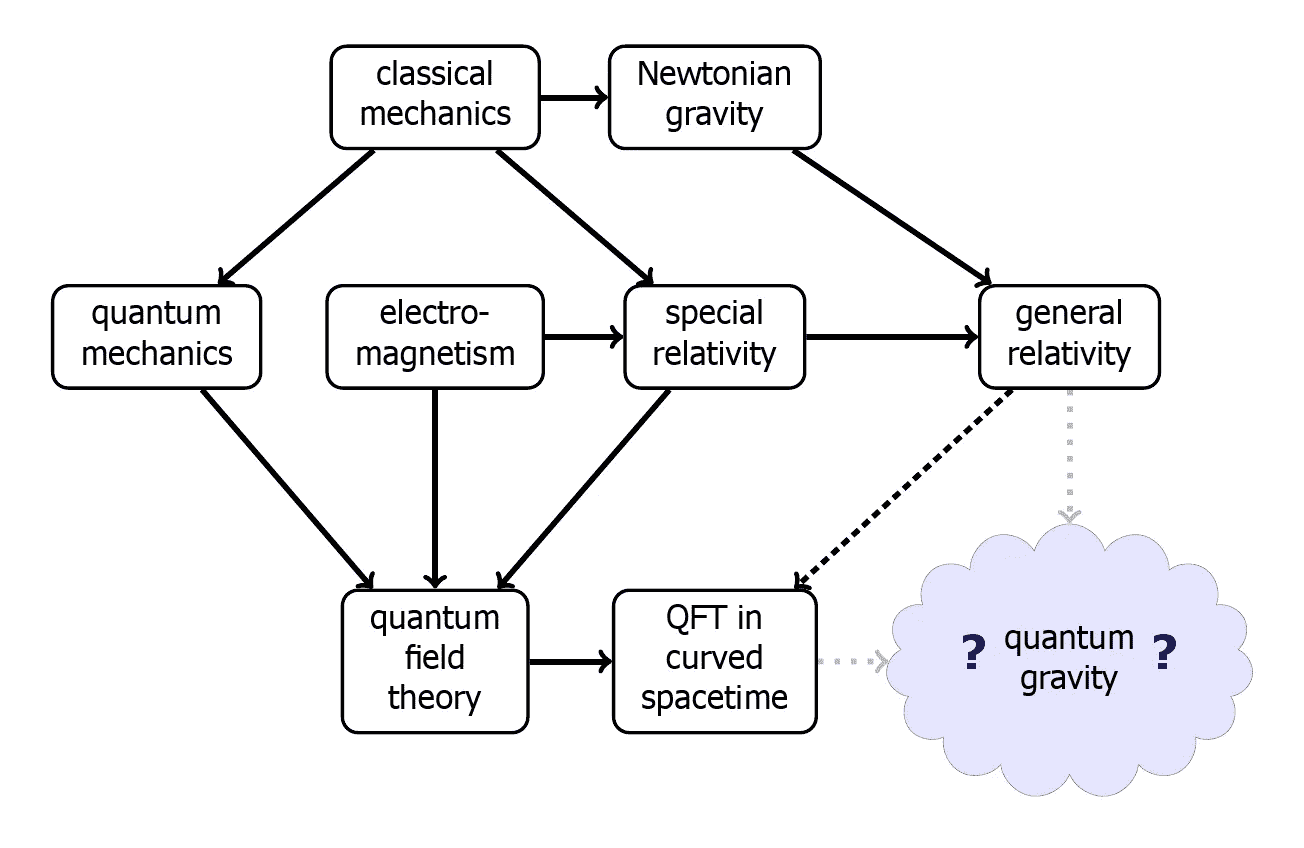 classical
mechanics
Newtonian
gravity
quantum
mechanics
electro-
magnetism
special
relativity
general
relativity
quantum
field
theory
QFT in
curved
spacetime
? quantum ?
gravity